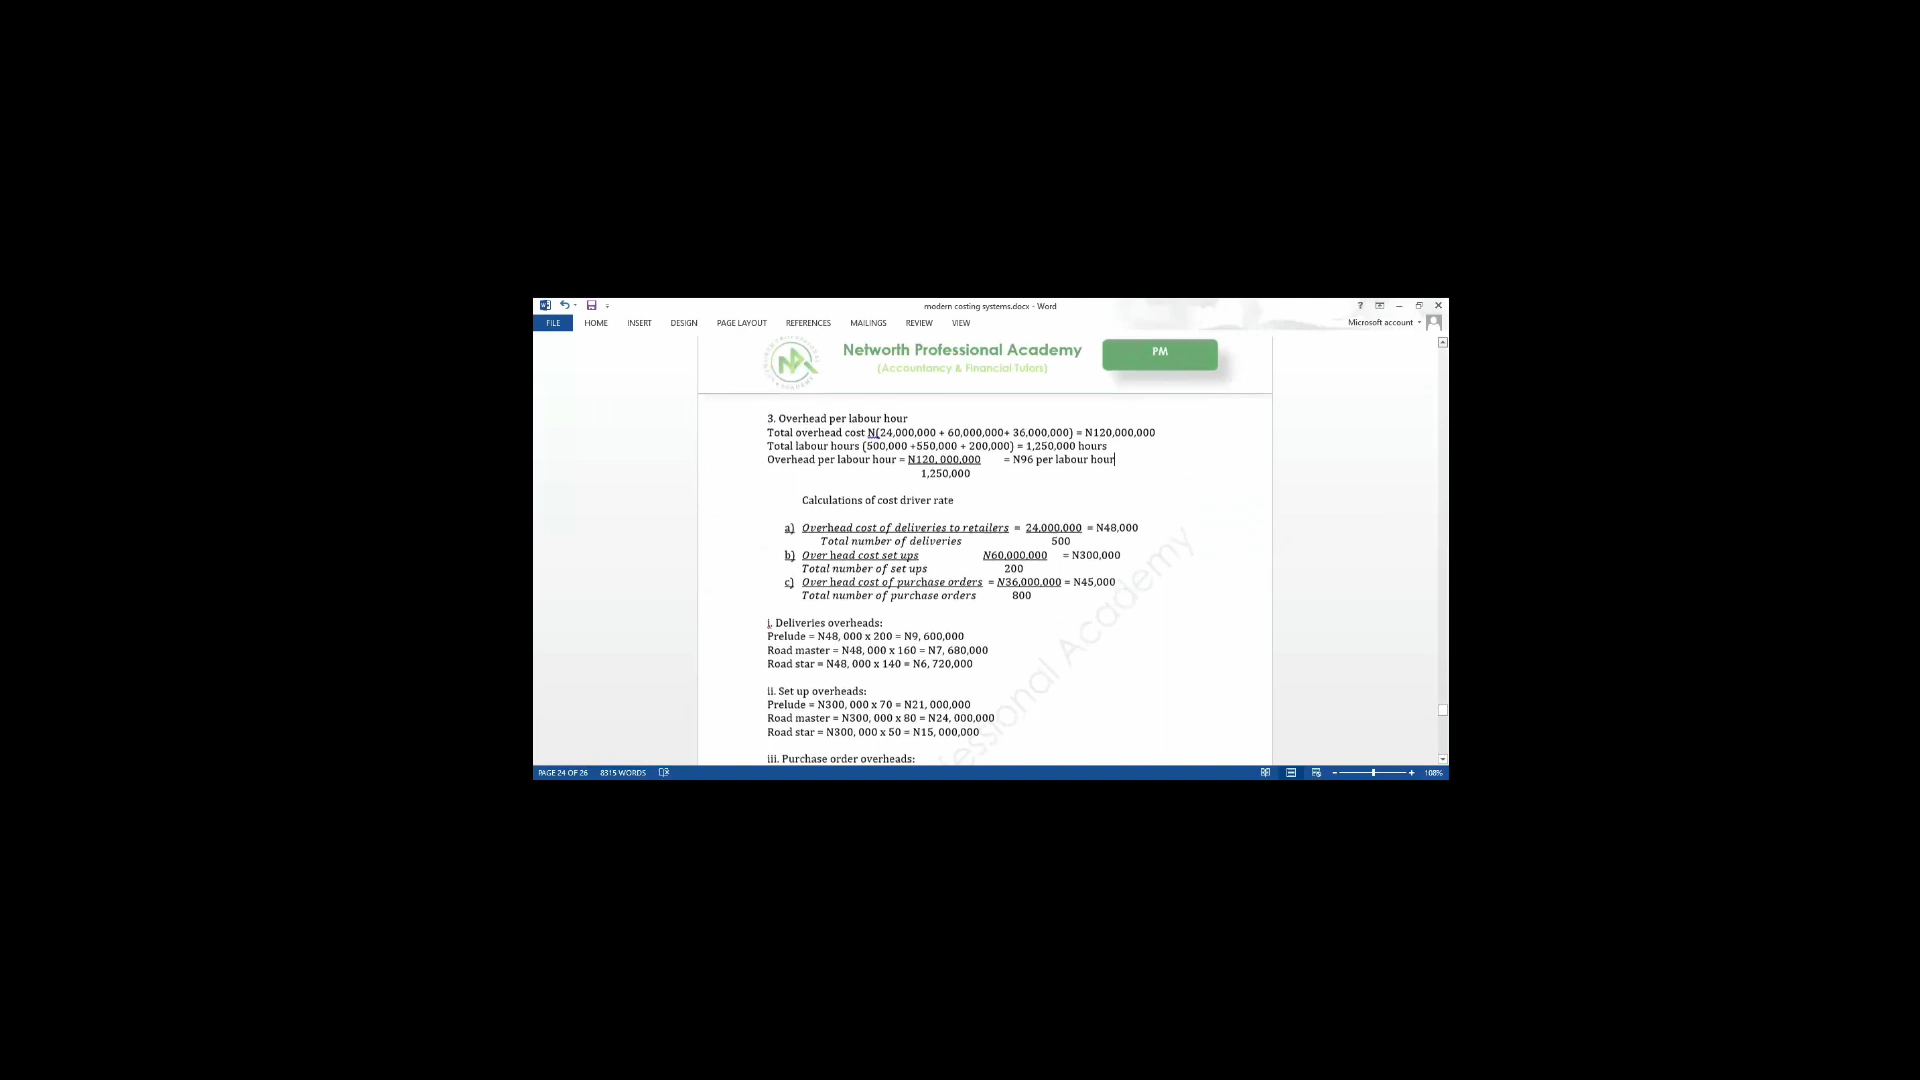 modern costing systems.docx - Word
FILE HOME INSERT DESIGN PAGE LAYOUT REFERENCES MAILINGS REVIEW VIEW Microsoft account
Networth Professional Academy
(Accountancy & Financial Tutors)
PM
3. Overhead per labour hour
Total overhead cost N(24,000,000 + 60,000,000+ 36,000,000) = N120,000,000
Total labour hours (500,000 +550,000 + 200,000) = 1,250,000 hours
Overhead per labour hour = N120, 000,000 = N96 per labour hour
1,250,000
Calculations of cost driver rate
a) Overhead cost of deliveries to retailers = 24,000,000 = N48,000
Total number of deliveries 500
b) Over head cost set ups N60,000,000 = N300,000
Total number of set ups 200
c) Over head cost of purchase orders = N36,000,000 = N45,000
Total number of purchase orders 800
i. Deliveries overheads:
Prelude = N48, 000 x 200 = N9, 600,000
Road master = N48, 000 x 160 = N7, 680,000
Road star = N48, 000 x 140 = N6, 720,000
ii. Set up overheads:
Prelude = N300, 000 x 70 = N21, 000,000
Road master = N300, 000 x 80 = N24, 000,000
Road star = N300, 000 x 50 = N15, 000,000
iii. Purchase order overheads:
essional Academy
PAGE 24 OF 26 8315 WORDS 108%